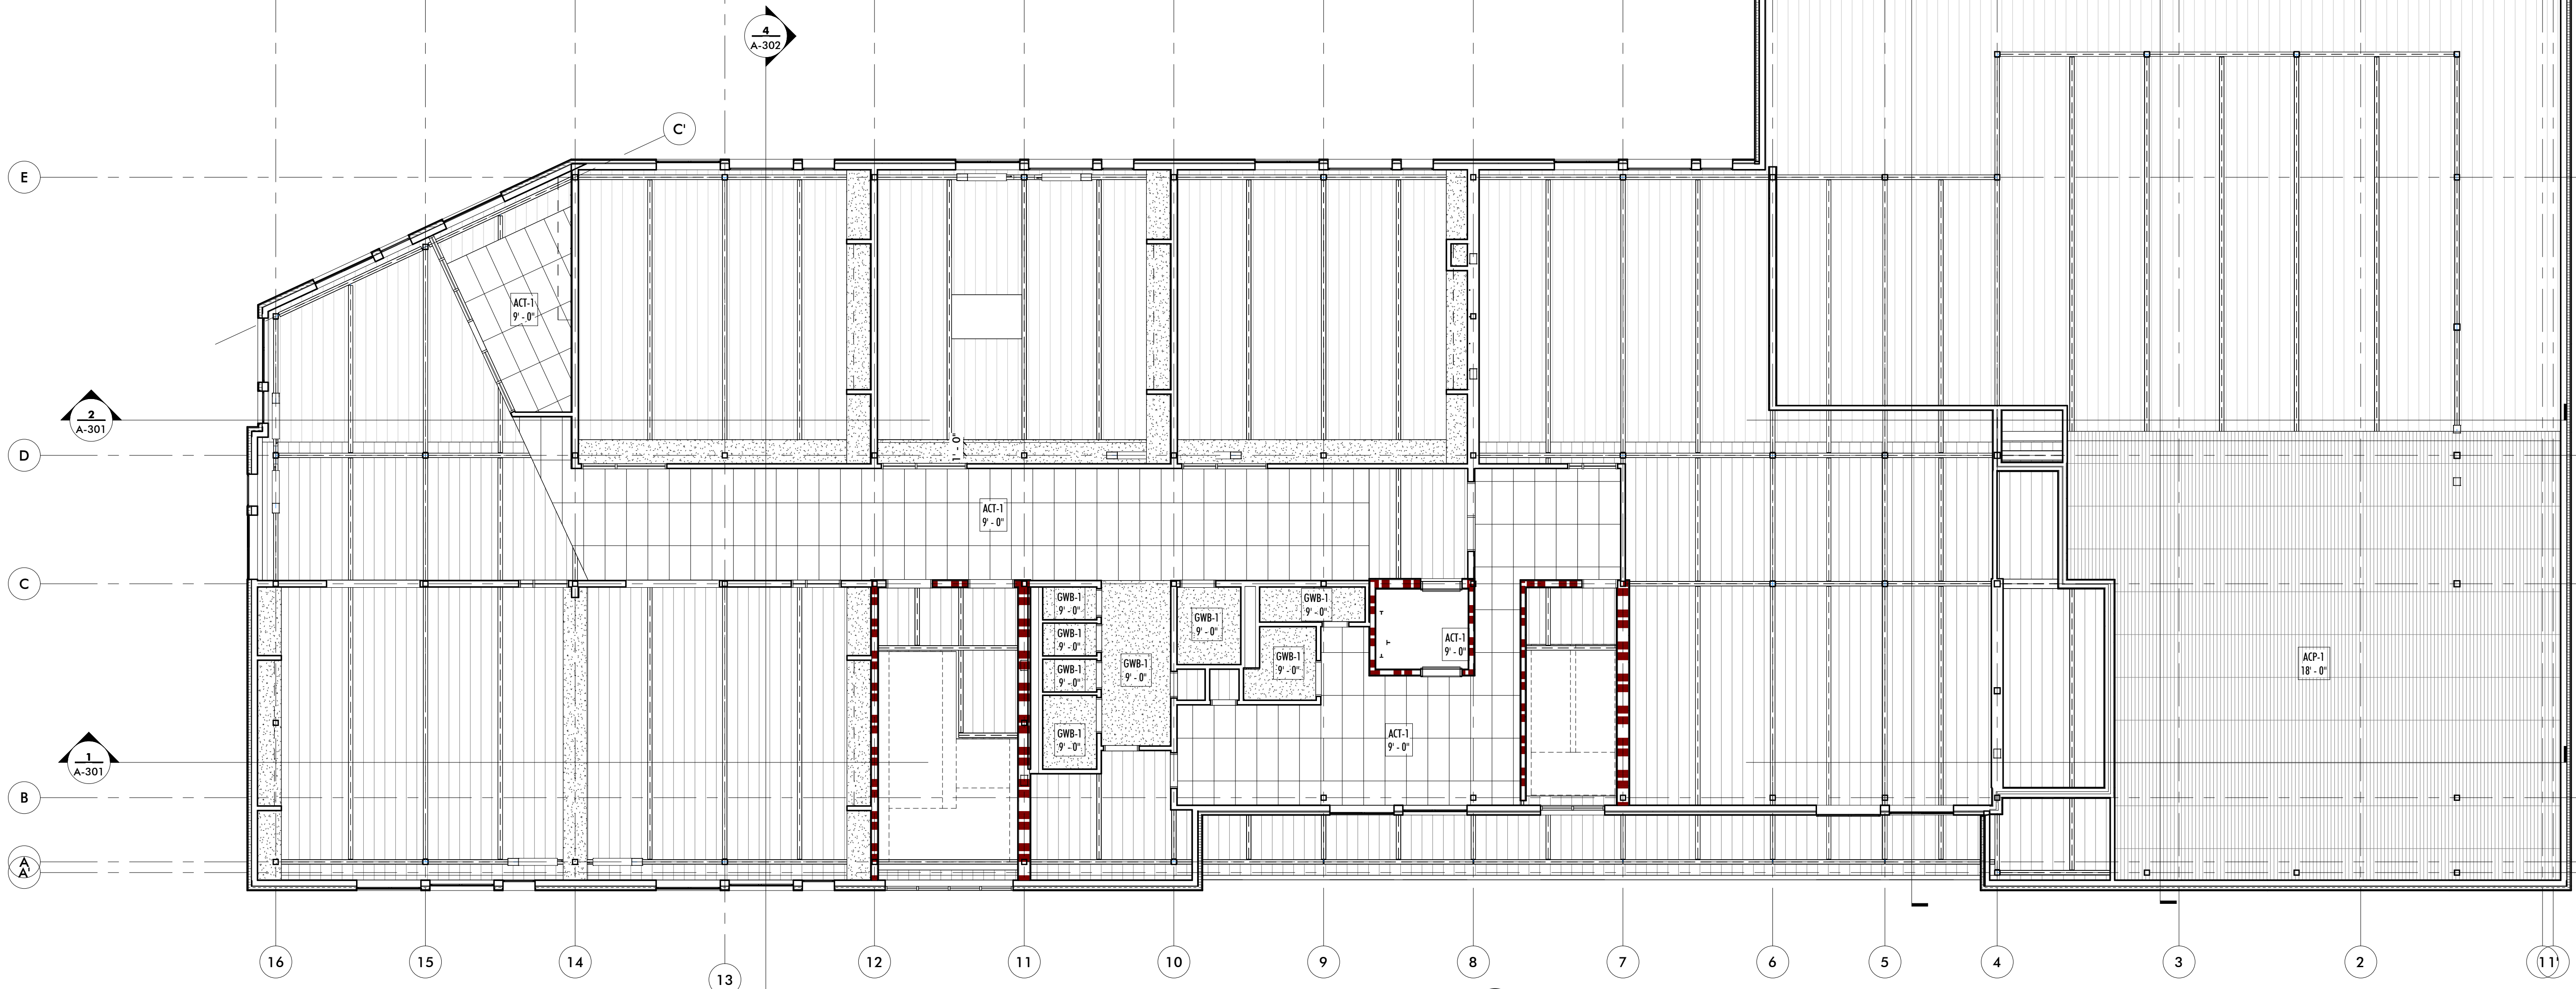 4
A-302
C'
E
ACT-1
9' - 0"
2
A-301
D
1' - 0"
ACT-1
9' - 0"
C
GWB-1
9' - 0"
GWB-1
9' - 0"
GWB-1
9' - 0"
GWB-1
9' - 0"
GWB-1
9' - 0"
GWB-1
9' - 0"
GWB-1
9' - 0"
GWB-1
9' - 0"
ACT-1
9' - 0"
ACP-1
18' - 0"
ACT-1
9' - 0"
1
A-301
B
A
A'
16
15
14
13
12
11
10
9
8
7
6
5
4
3
2
1
1'